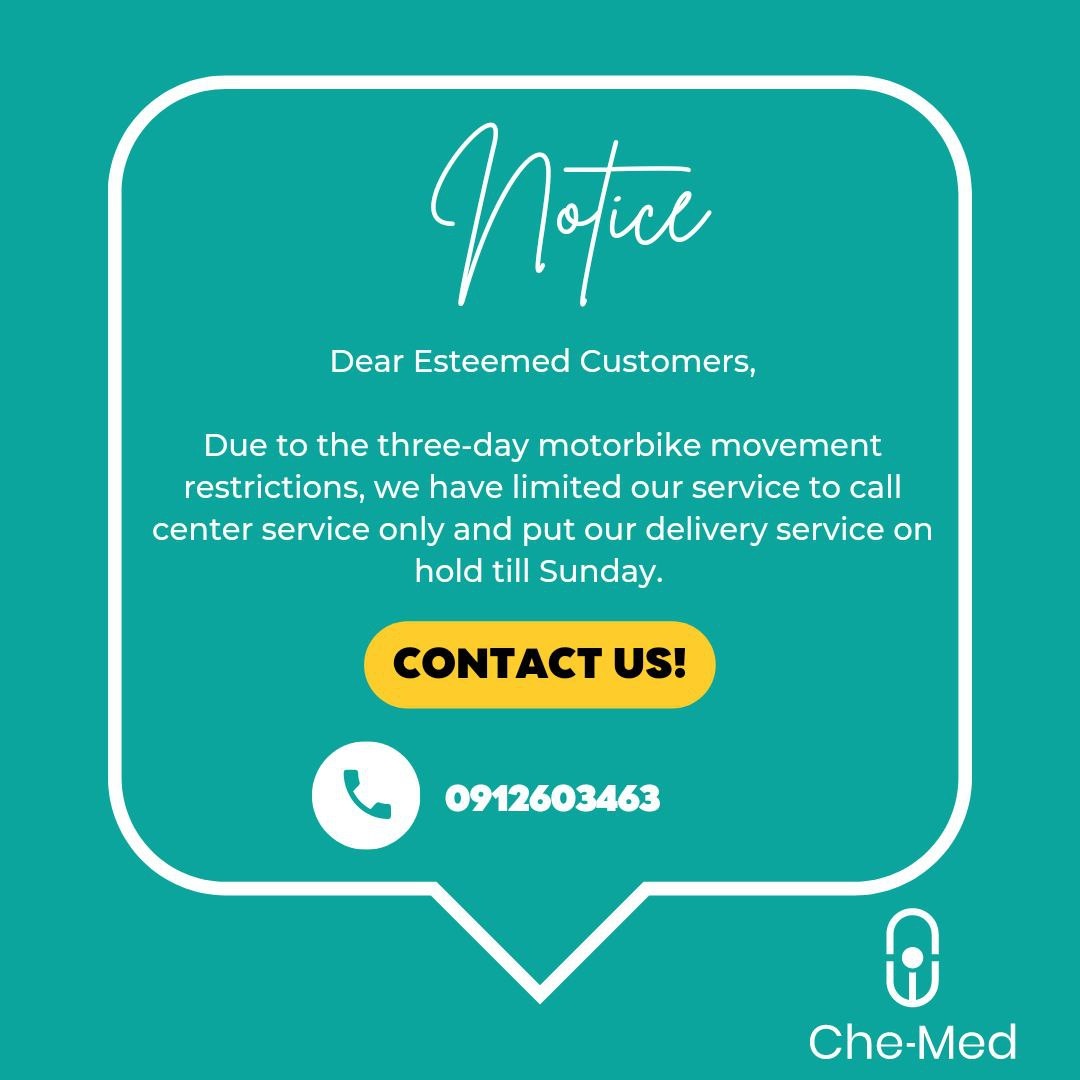 Notice
Dear Esteemed Customers,
Due to the three-day motorbike movement
restrictions, we have limited our service to call
center service only and put our delivery service on
hold till Sunday.
CONTACT US!
0912603463
Che-Med